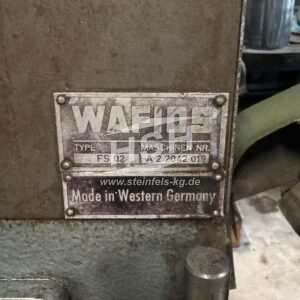 WAFIOS
TYPE MASCHINEN NR.
FS 02 A 2 2042 019
www.steinfels-kg.de
Made in Western Germany